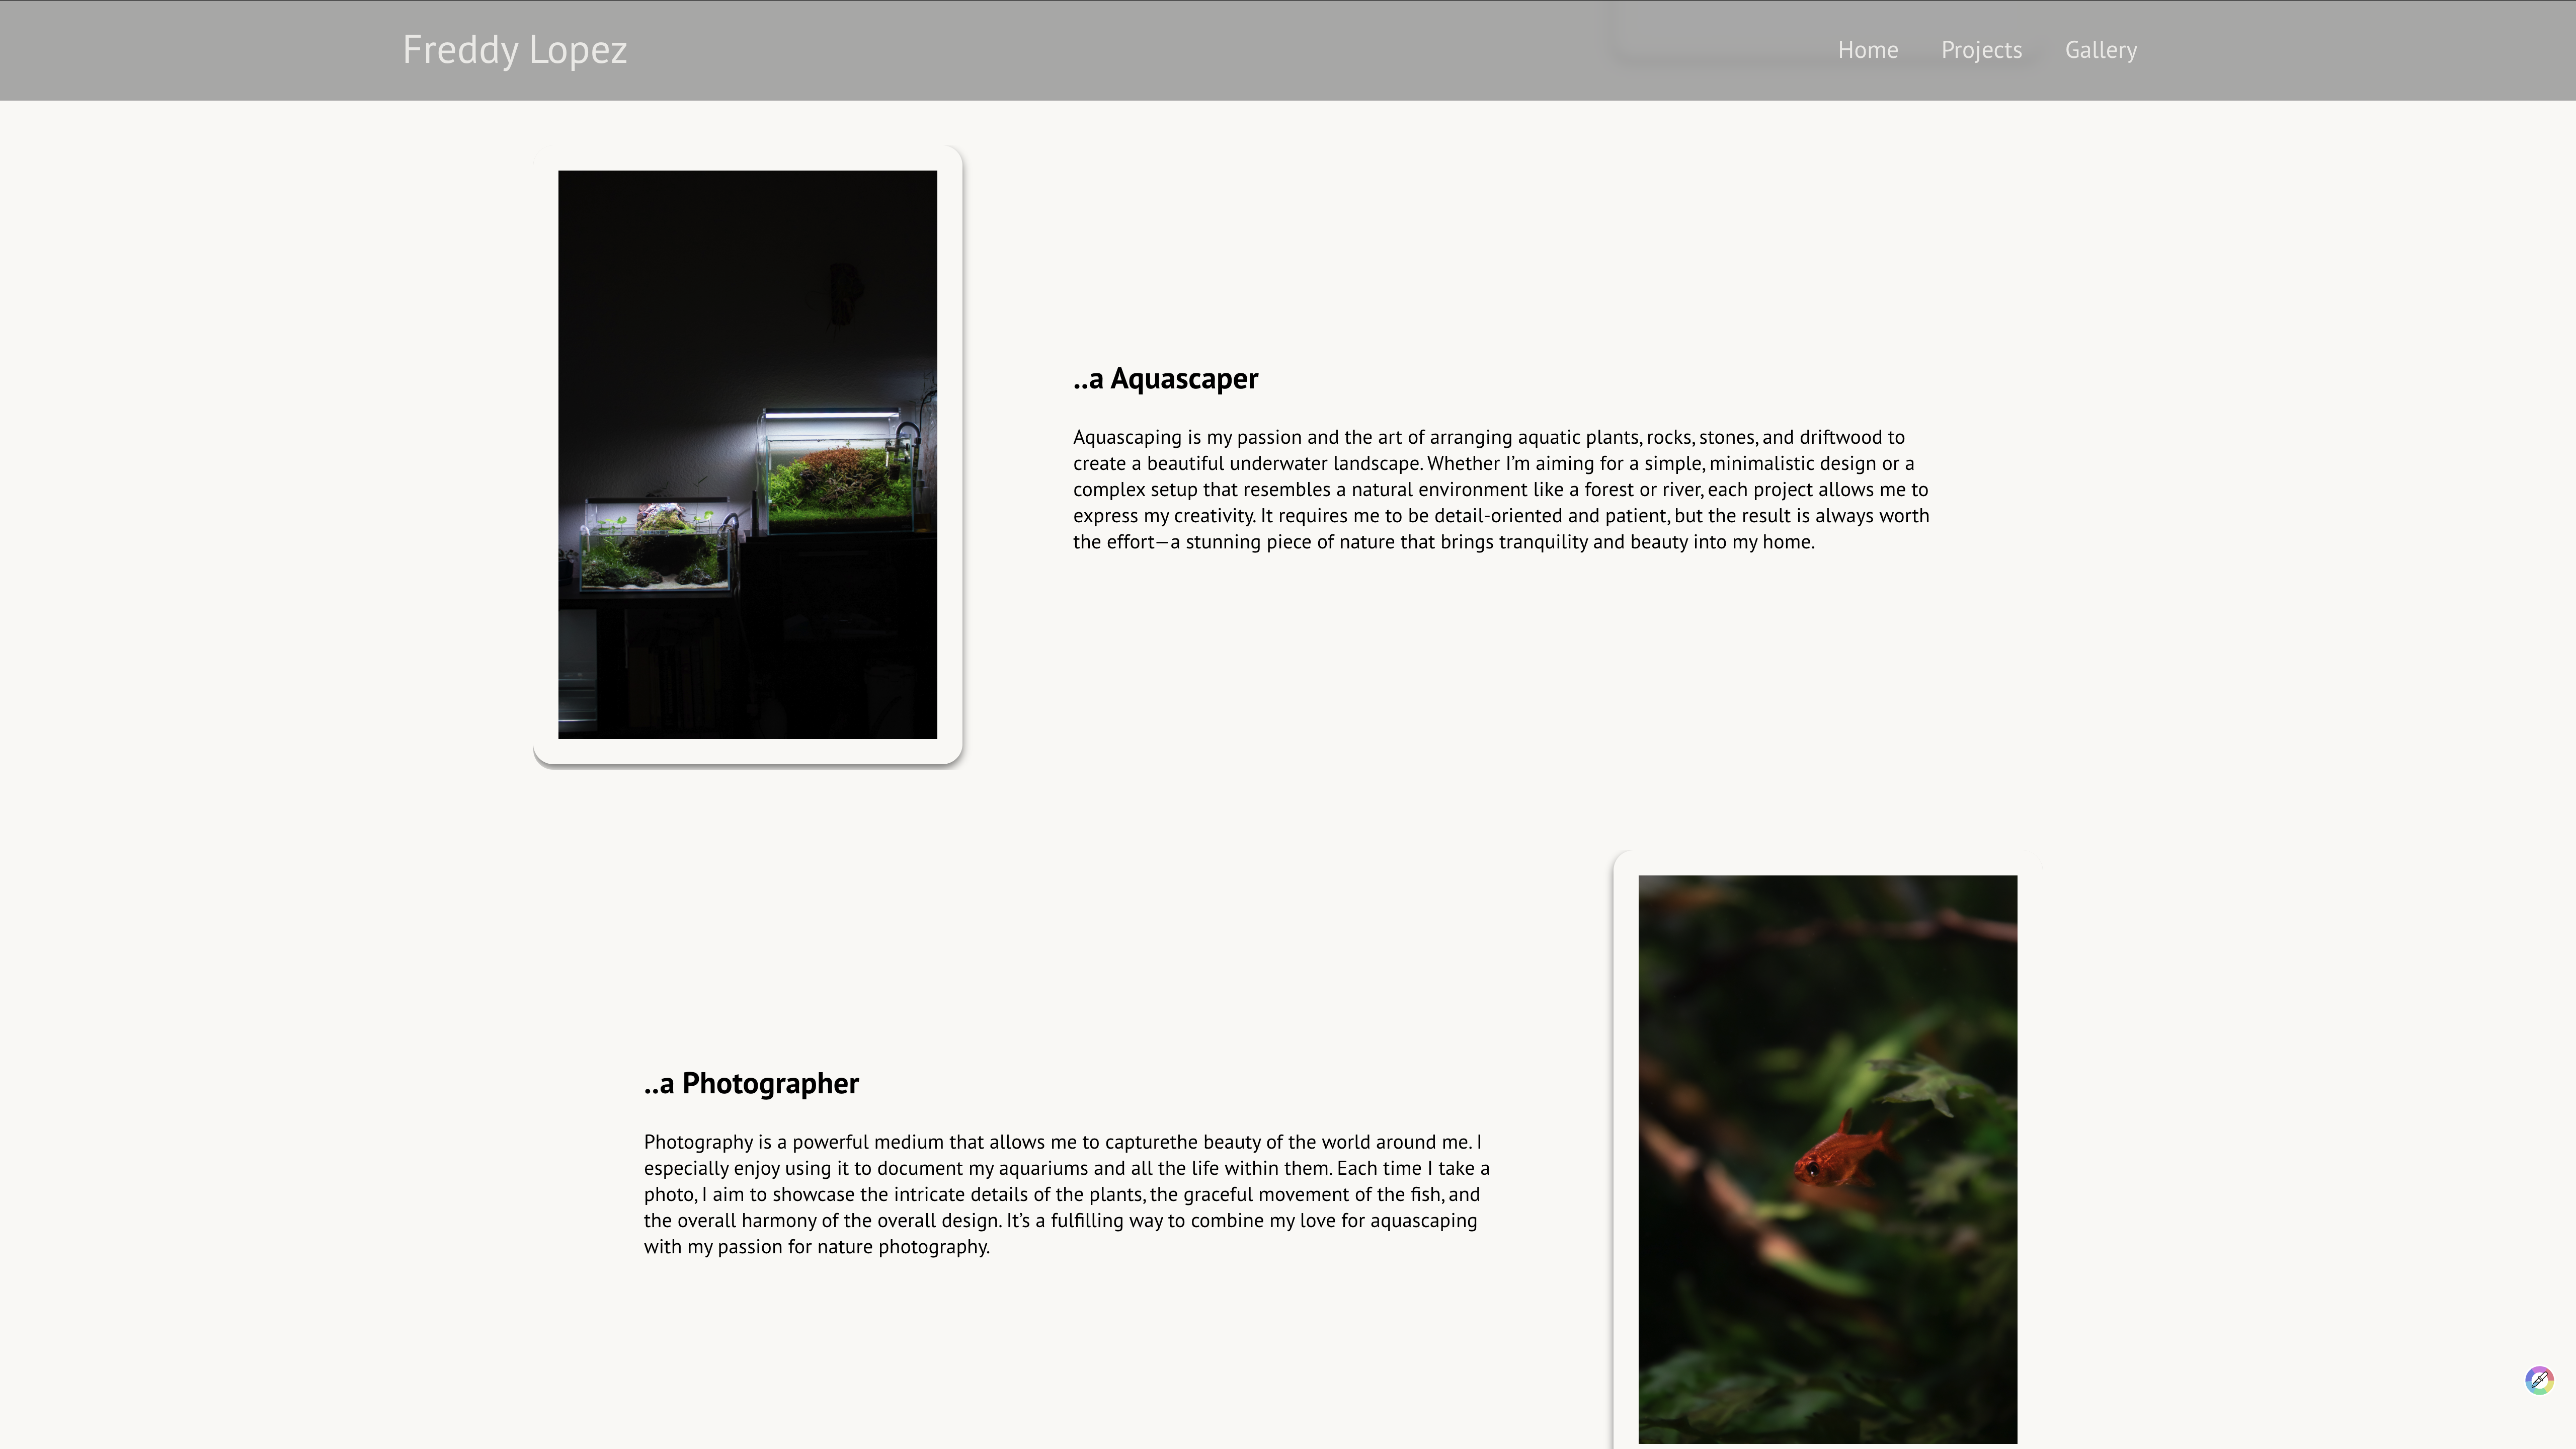 Freddy Lopez
Home Projects Gallery
..a Aquascaper
Aquascaping is my passion and the art of arranging aquatic plants, rocks, stones, and driftwood to
create a beautiful underwater landscape. Whether I’m aiming for a simple, minimalistic design or a
complex setup that resembles a natural environment like a forest or river, each project allows me to
express my creativity. It requires me to be detail-oriented and patient, but the result is always worth
the effort—a stunning piece of nature that brings tranquility and beauty into my home.
..a Photographer
Photography is a powerful medium that allows me to capturethe beauty of the world around me. I
especially enjoy using it to document my aquariums and all the life within them. Each time I take a
photo, I aim to showcase the intricate details of the plants, the graceful movement of the fish, and
the overall harmony of the overall design. It’s a fulfilling way to combine my love for aquascaping
with my passion for nature photography.